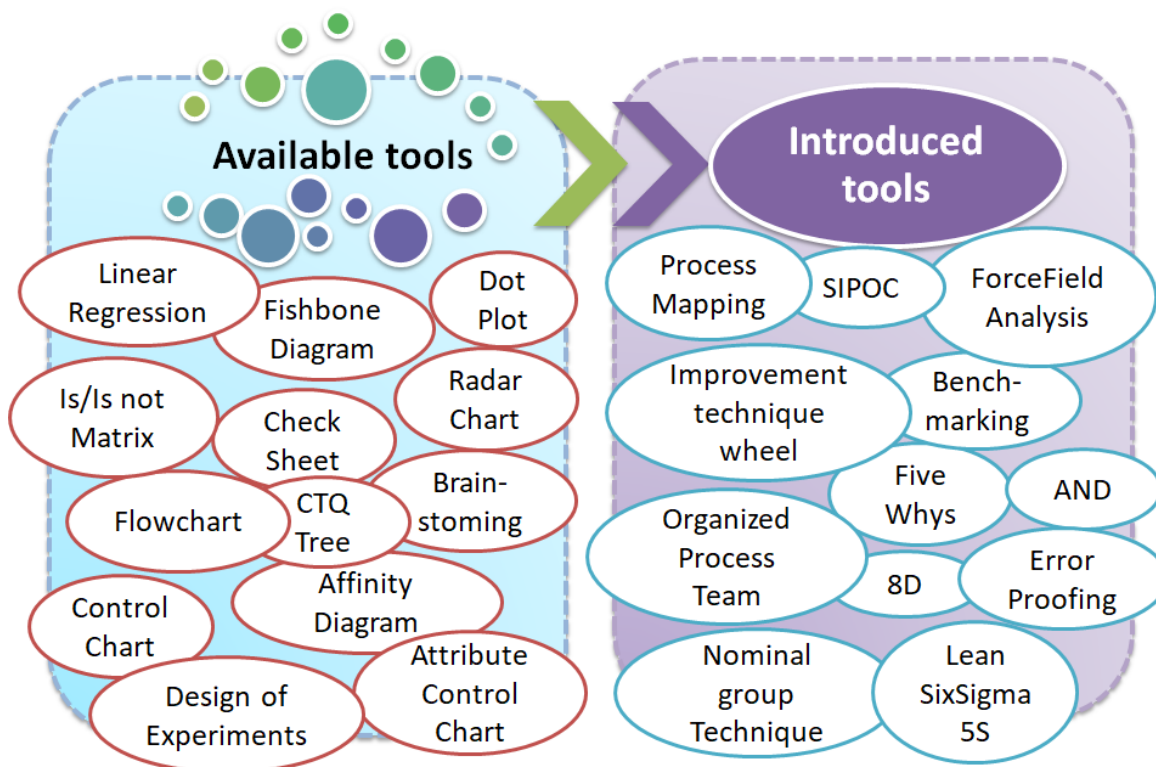 Available tools
Linear
Regression
Fishbone
Diagram
Dot
Plot
Is/Is not
Matrix
Check
Sheet
Radar
Chart
Flowchart
CTQ
Tree
Brain-
stoming
Control
Chart
Affinity
Diagram
Design of
Experiments
Attribute
Control
Chart
Introduced
tools
Process
Mapping
SIPOC
ForceField
Analysis
Improvement
technique
wheel
Bench-
marking
Five
Whys
AND
Organized
Process
Team
8D
Error
Proofing
Nominal
group
Technique
Lean
SixSigma
5S